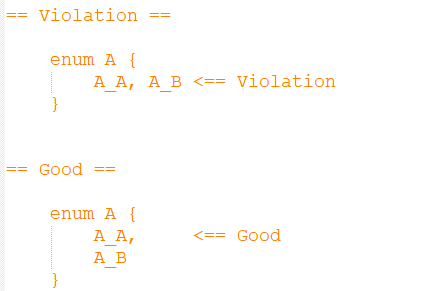 == Violation ==
enum A {
A_A, A_B <== Violation
}
== Good ==
enum A {
A_A, <== Good
A_B
}